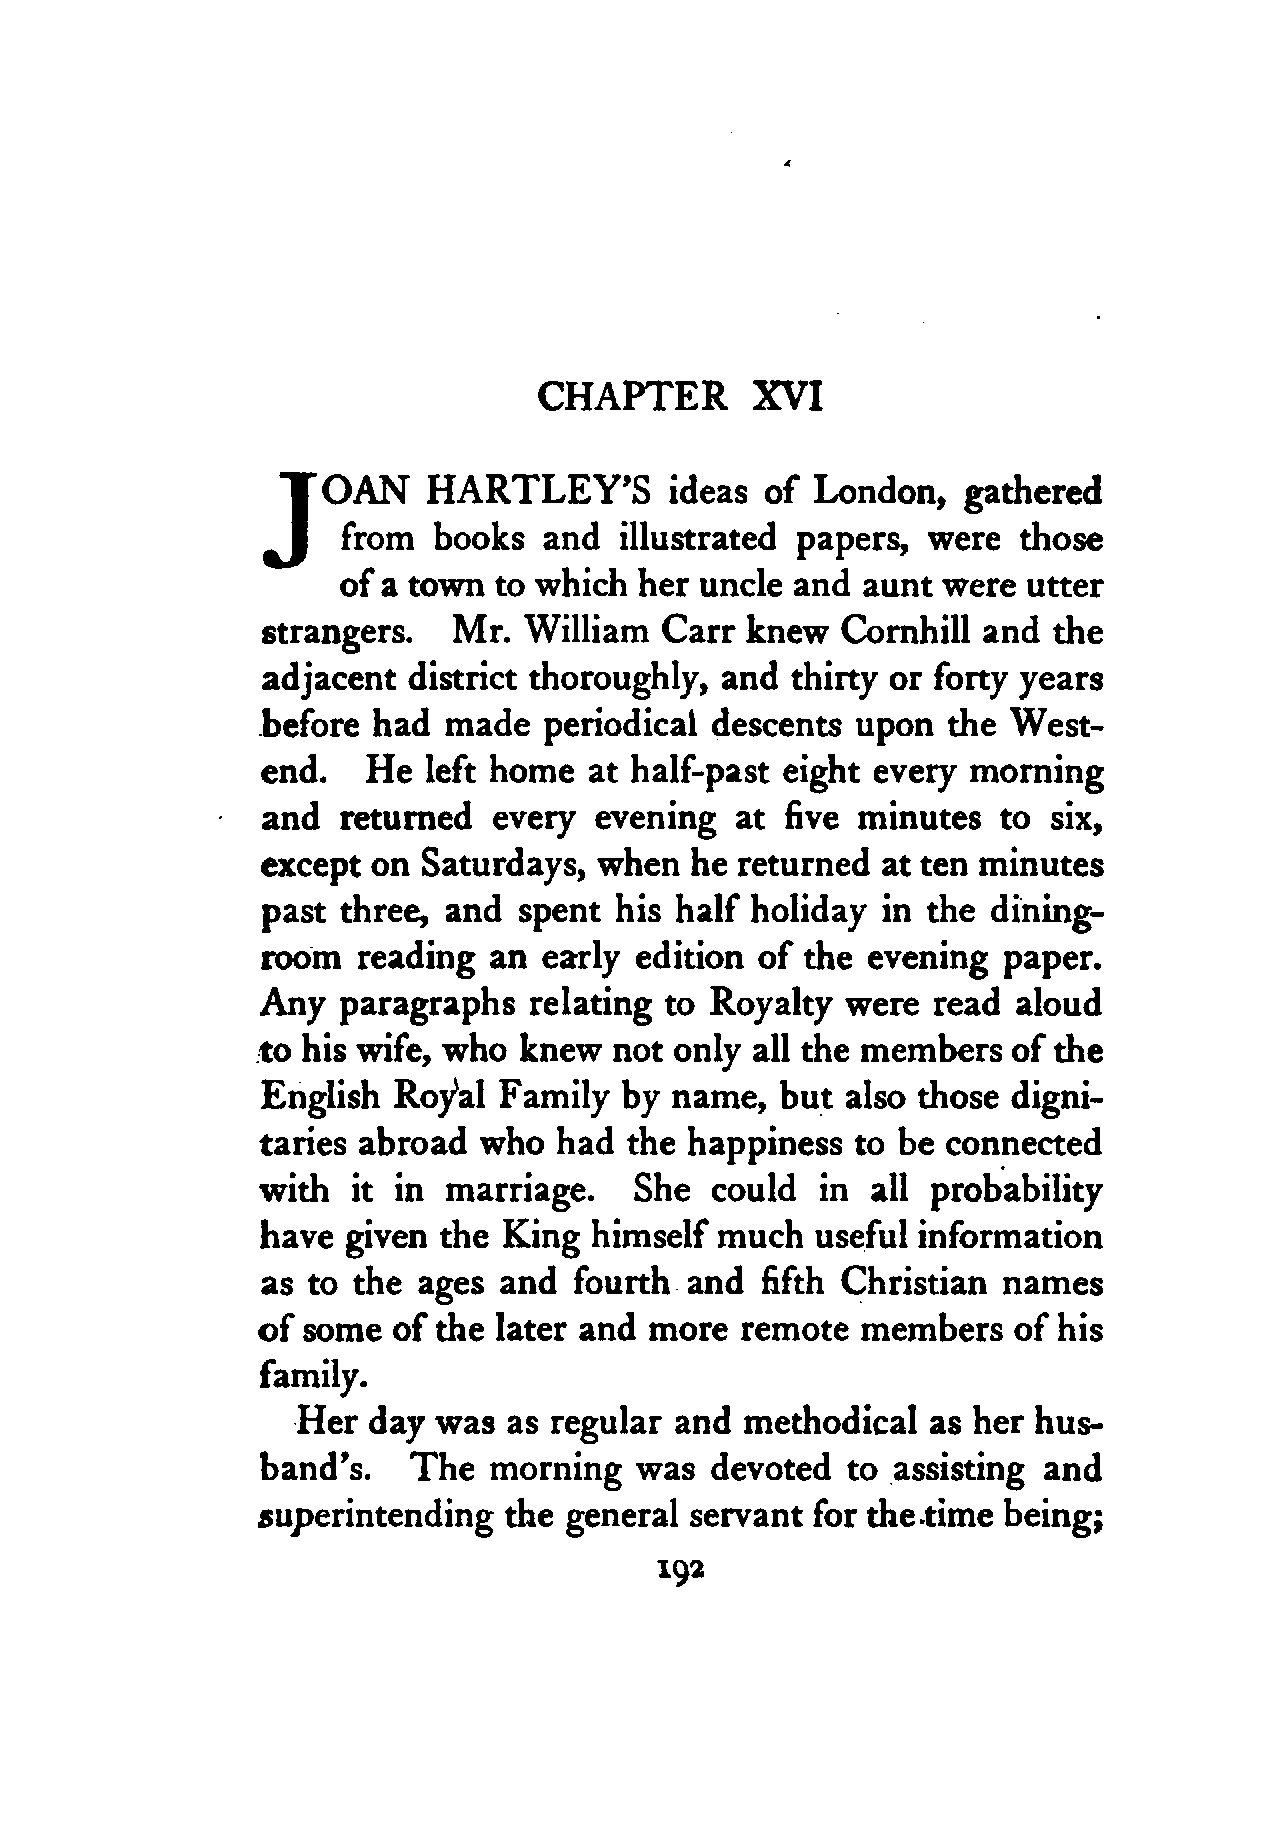 CHAPTER XVI
JOAN HARTLEY'S ideas of London, gathered
from books and illustrated papers, were those
of a town to which her uncle and aunt were utter
strangers. Mr. William Carr knew Cornhill and the
adjacent district thoroughly, and thirty or forty years
before had made periodical descents upon the West-
end. He left home at half-past eight every morning
and returned every evening at five minutes to six,
except on Saturdays, when he returned at ten minutes
past three, and spent his half holiday in the dining-
room reading an early edition of the evening paper.
Any paragraphs relating to Royalty were read aloud
to his wife, who knew not only all the members of the
English Royal Family by name, but also those digni-
taries abroad who had the happiness to be connected
with it in marriage. She could in all probability
have given the King himself much useful information
as to the ages and fourth and fifth Christian names
of some of the later and more remote members of his
family.
Her day was as regular and methodical as her hus-
band's. The morning was devoted to assisting and
superintending the general servant for the time being;
192